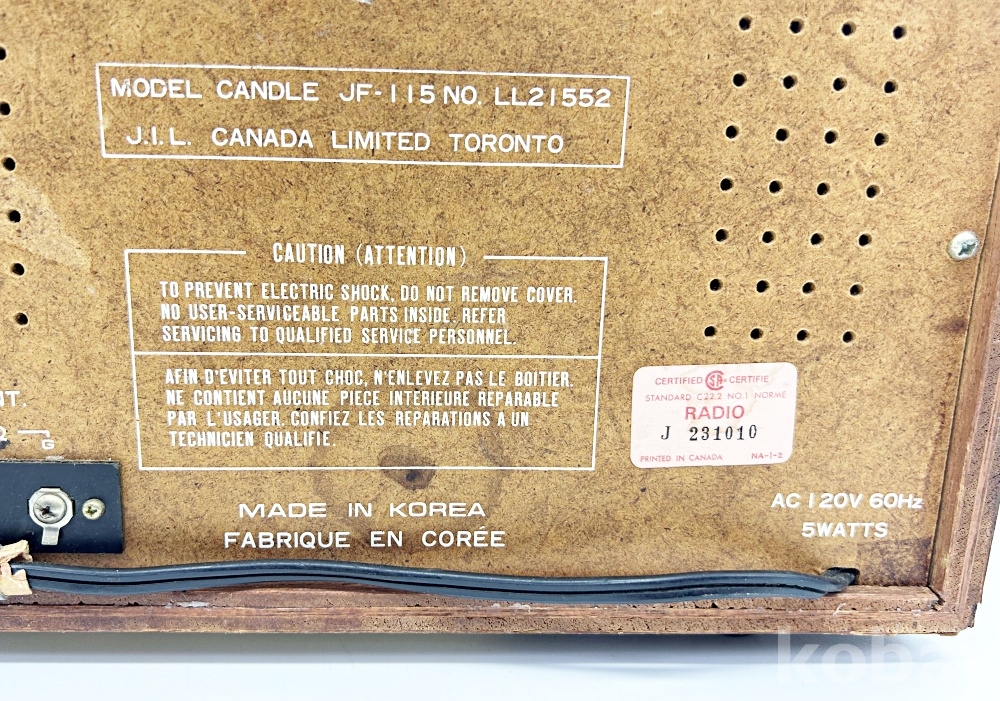 MODEL CANDLE JF-115 NO. LL21552
J.I.L. CANADA LIMITED TORONTO
CAUTION (ATTENTION)
TO PREVENT ELECTRIC SHOCK, DO NOT REMOVE COVER.
NO USER-SERVICEABLE PARTS INSIDE. REFER
SERVICING TO QUALIFIED SERVICE PERSONNEL.
AFIN D'EVITER TOUT CHOC, N'ENLEVEZ PAS LE BOITIER.
NE CONTIENT AUCUNE PIECE INTERIEURE REPARABLE
PAR L'USAGER. CONFIEZ LES REPARATIONS A UN
TECHNICIEN QUALIFIE.
NT.
G
CERTIFIED SA CERTIFIE
STANDARD C22.2 NO.1 NORME
RADIO
J 231010
PRINTED IN CANADA NA-1-2
MADE IN KOREA
FABRIQUE EN CORÉE
AC 120V 60Hz
5WATTS
koba